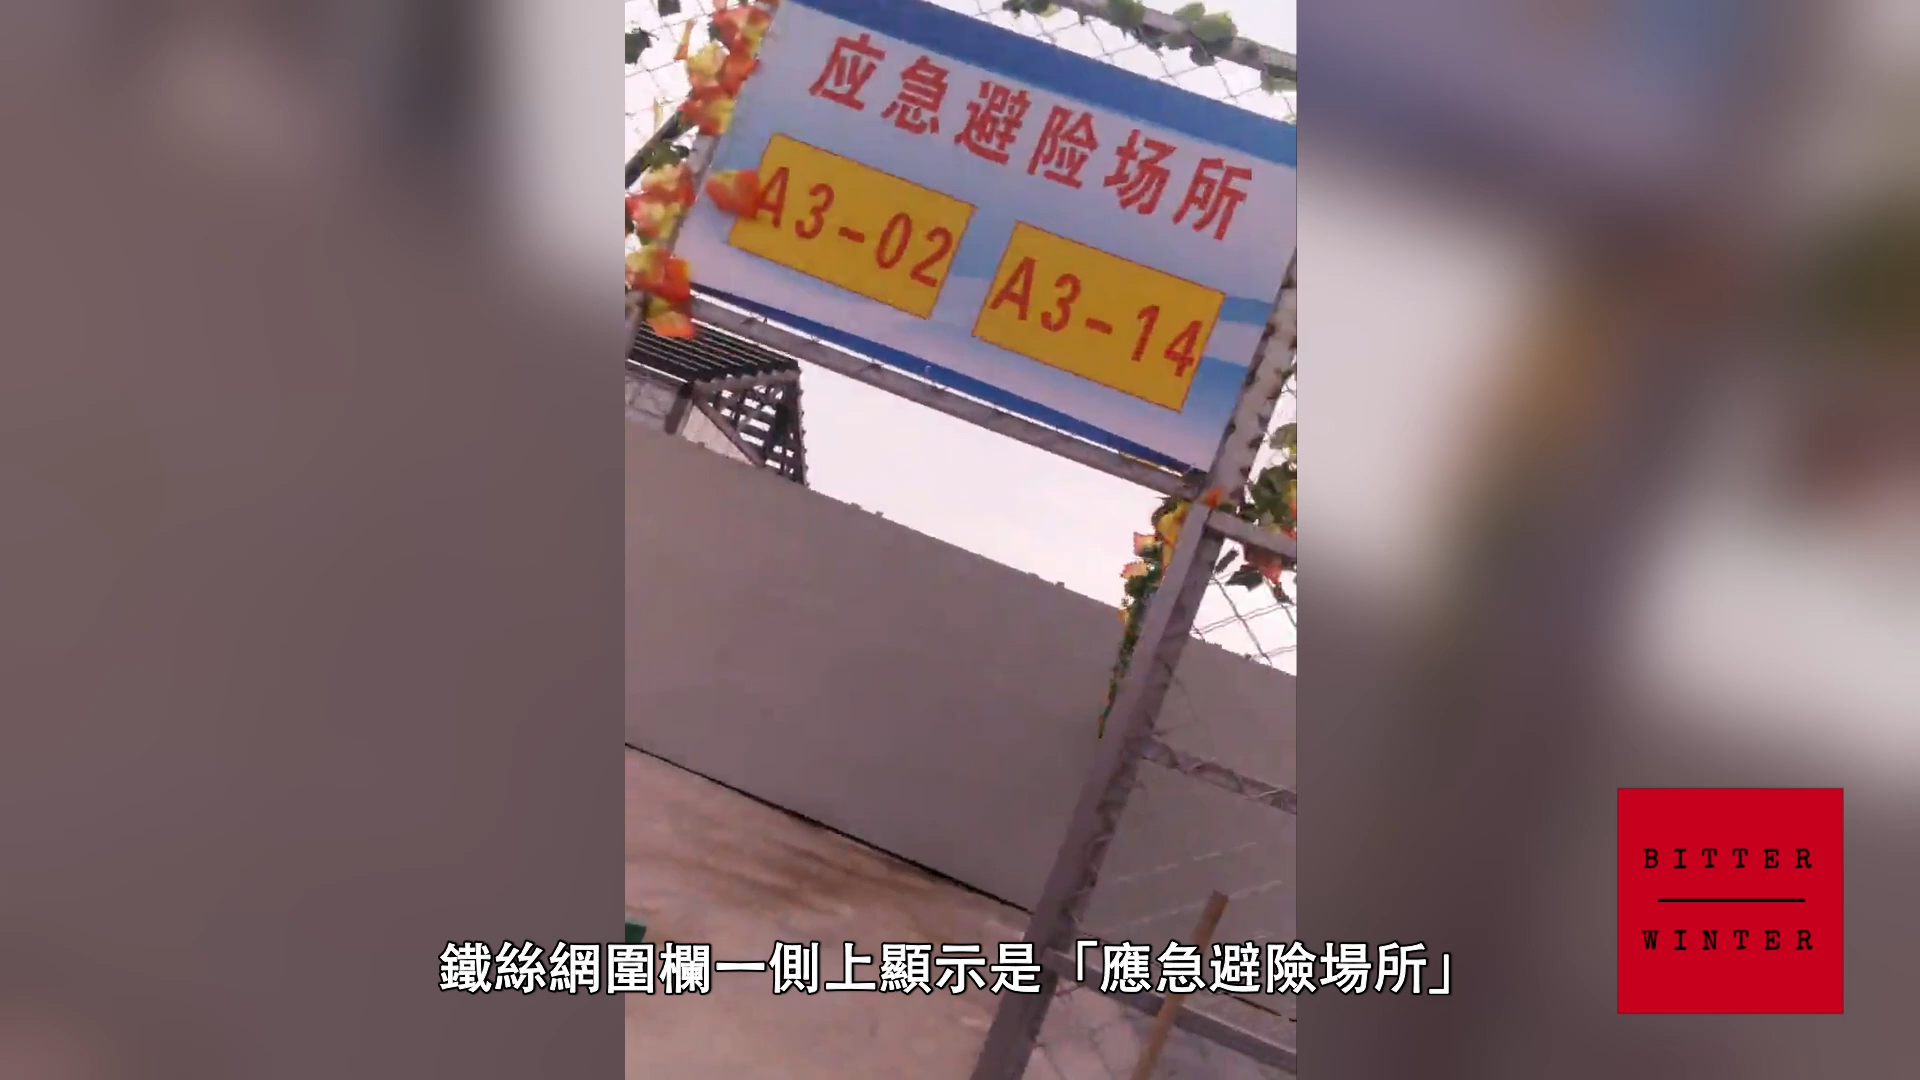 应急避险场所
A3-02
A3-14
鐵絲網圍欄一側上顯示是「應急避險場所」
BITTER
WINTER